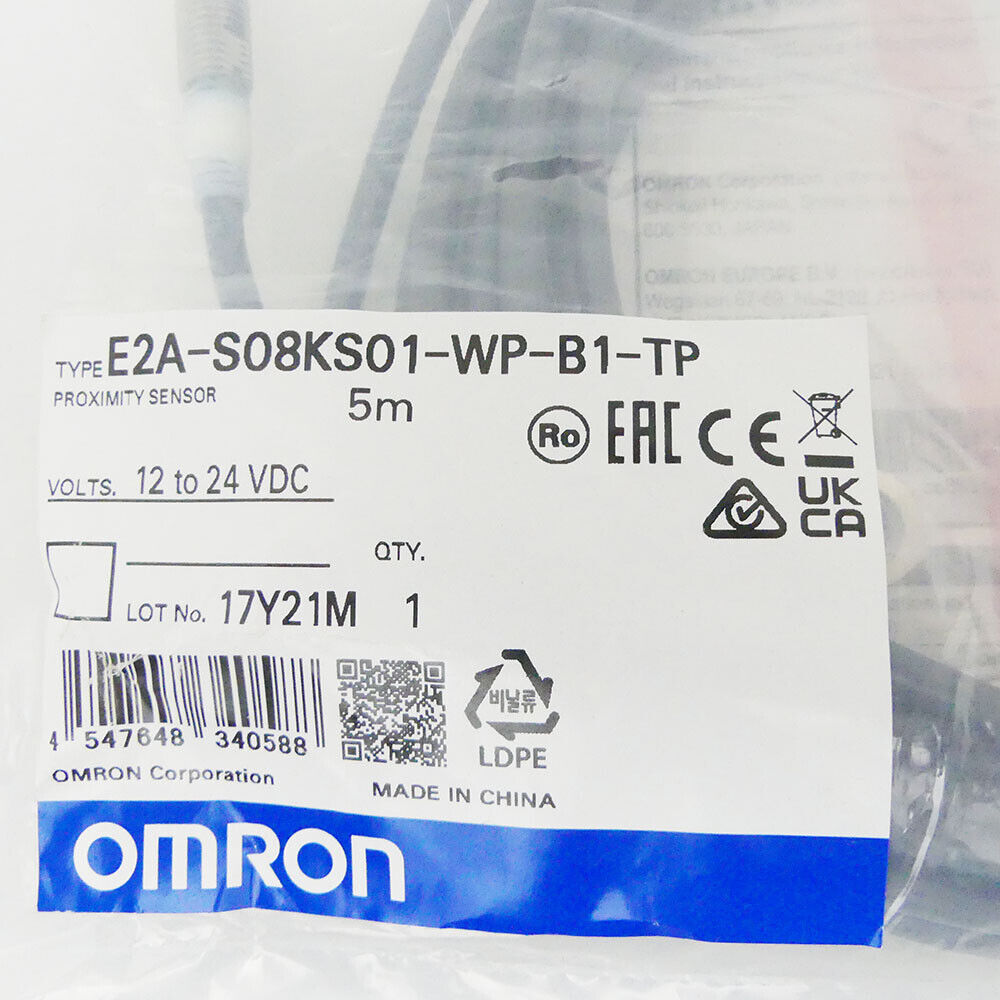 OMRON Corporation
JAPAN
OMRON EUROPE B.V.
TYPE E2A-S08KS01-WP-B1-TP
PROXIMITY SENSOR 5m
Ro EAC CE
VOLTS. 12 to 24 VDC
UK
CA
QTY.
LOT No. 17Y21M 1
비닐류
LDPE
4 547648 340588
OMRON Corporation
MADE IN CHINA
OMRON